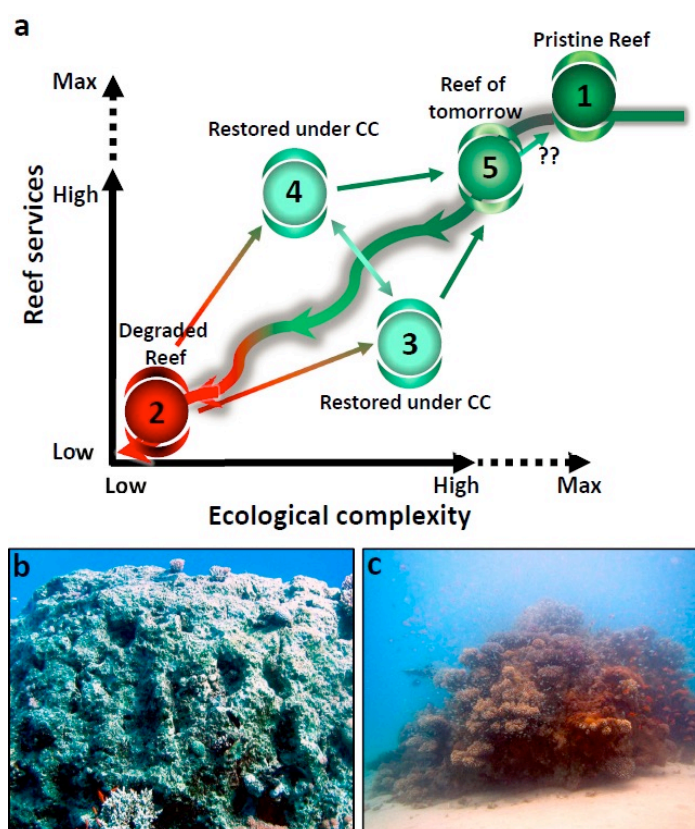 a
Pristine Reef
1
Max
Reef of
tomorrow
5
??
Restored under CC
4
High
Reef services
Degraded
Reef
3
2
Restored under CC
Low
Low
High
Max
Ecological complexity
b
c